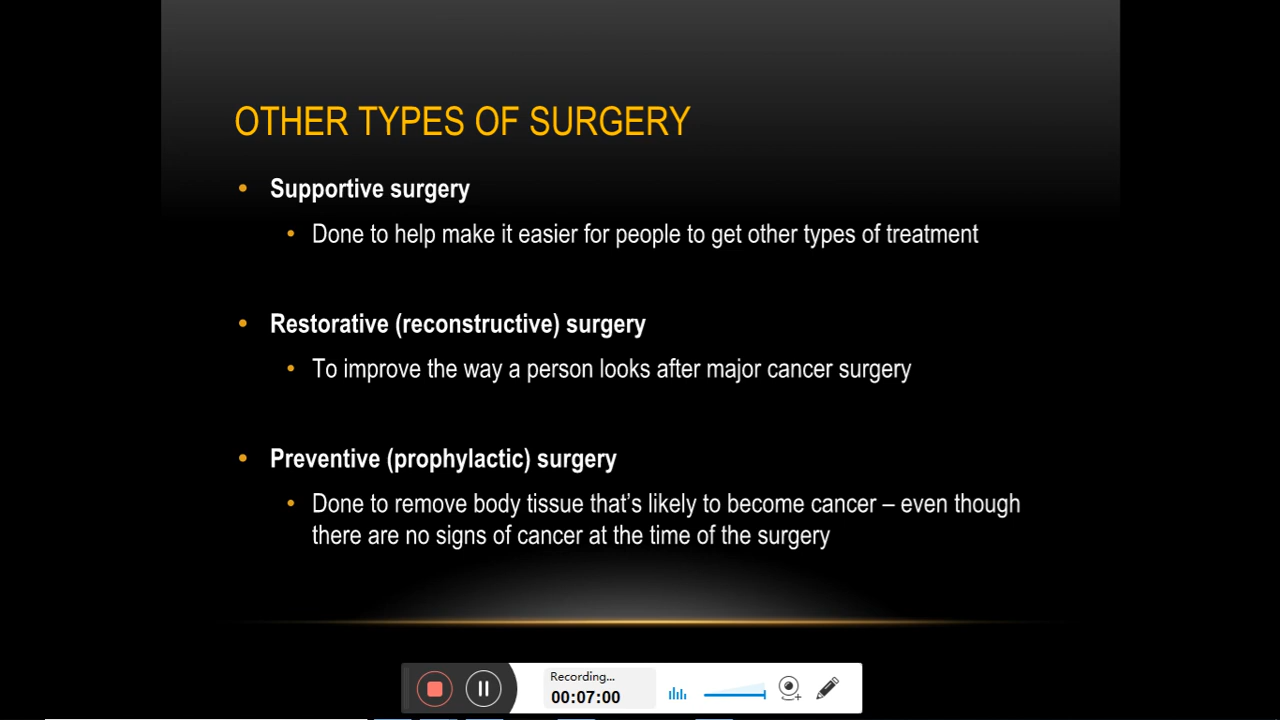 OTHER TYPES OF SURGERY
• Supportive surgery
• Done to help make it easier for people to get other types of treatment
• Restorative (reconstructive) surgery
• To improve the way a person looks after major cancer surgery
• Preventive (prophylactic) surgery
• Done to remove body tissue that’s likely to become cancer – even though
there are no signs of cancer at the time of the surgery
Recording...
00:07:00